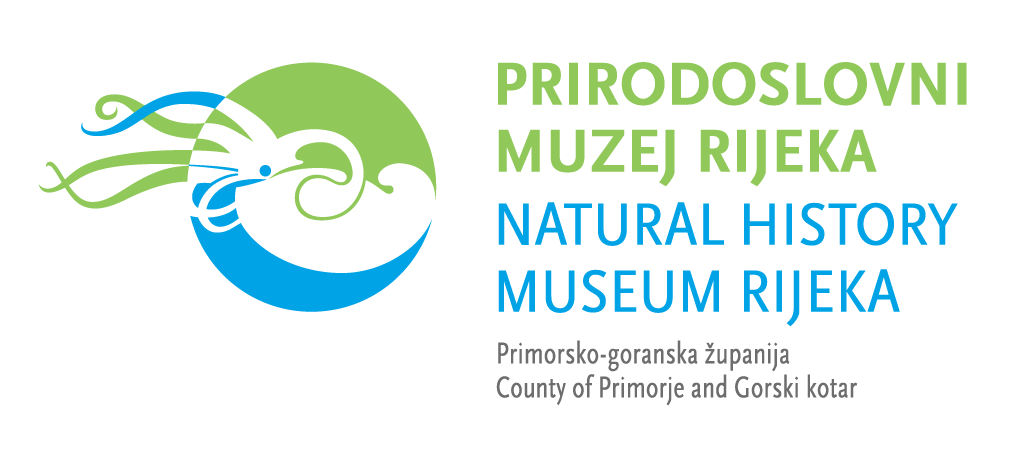 PRIRODOSLOVNI
MUZEJ RIJEKA
NATURAL HISTORY
MUSEUM RIJEKA
Primorsko-goranska županija
County of Primorje and Gorski kotar